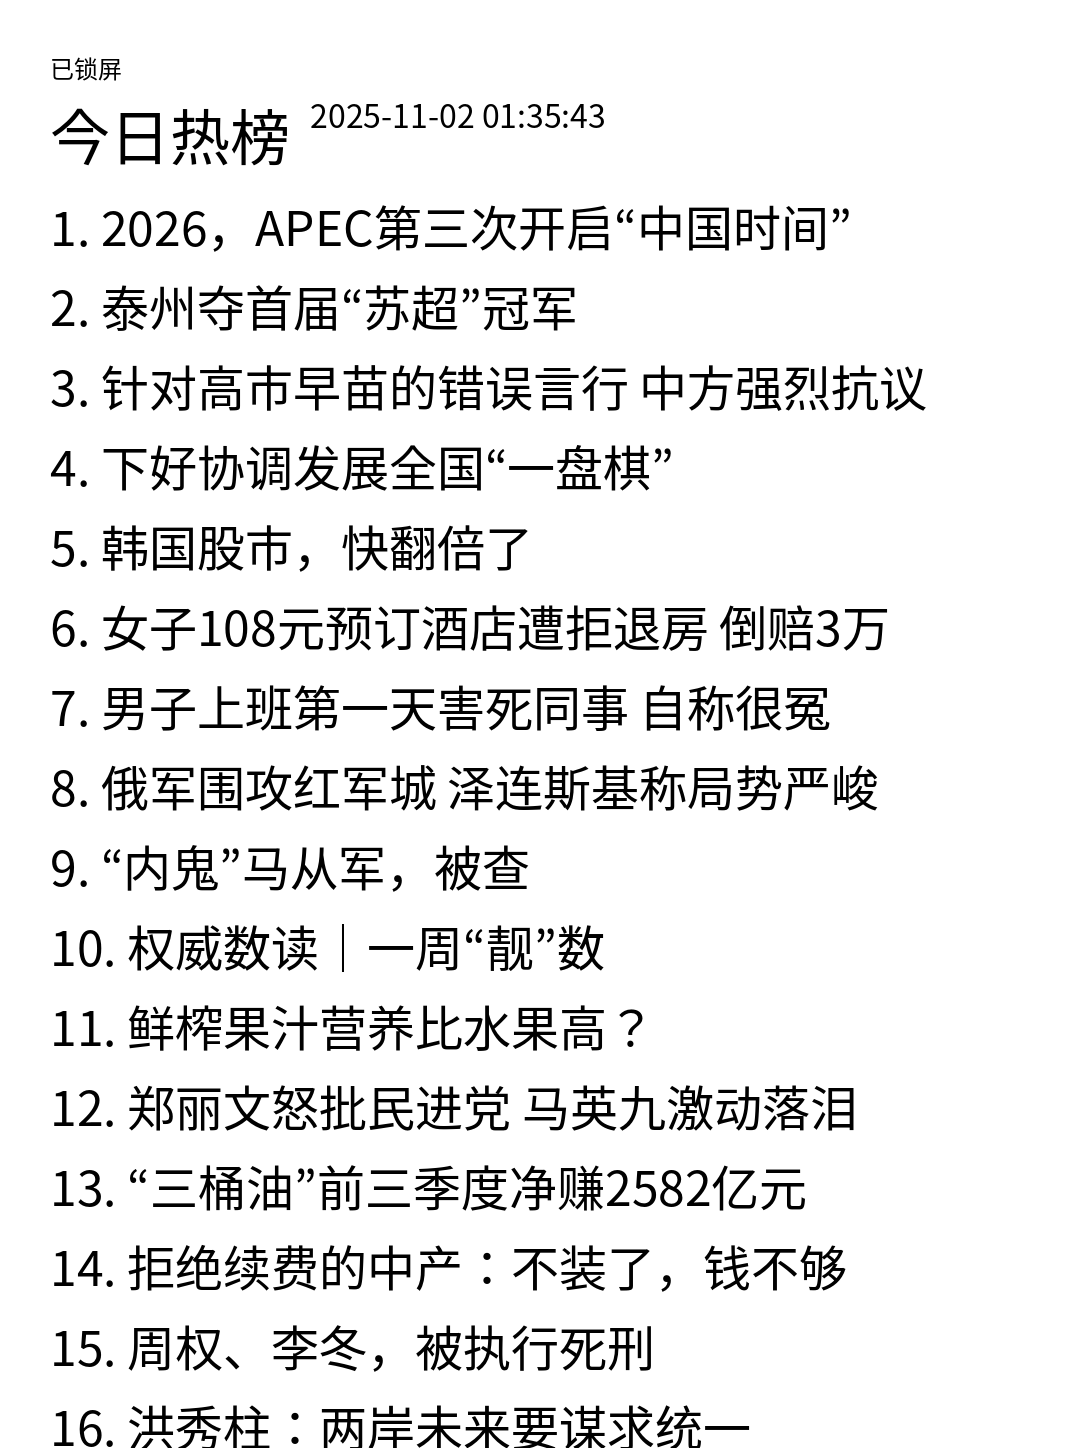 已锁屏
今日热榜 2025-11-02 01:35:43
1. 2026，APEC第三次开启“中国时间”
2. 泰州夺首届“苏超”冠军
3. 针对高市早苗的错误言行 中方强烈抗议
4. 下好协调发展全国“一盘棋”
5. 韩国股市，快翻倍了
6. 女子108元预订酒店遭拒退房 倒赔3万
7. 男子上班第一天害死同事 自称很冤
8. 俄军围攻红军城 泽连斯基称局势严峻
9. “内鬼”马从军，被查
10. 权威数读｜一周“靓”数
11. 鲜榨果汁营养比水果高？
12. 郑丽文怒批民进党 马英九激动落泪
13. “三桶油”前三季度净赚2582亿元
14. 拒绝续费的中产：不装了，钱不够
15. 周权、李冬，被执行死刑
16. 洪秀柱：两岸未来要谋求统一